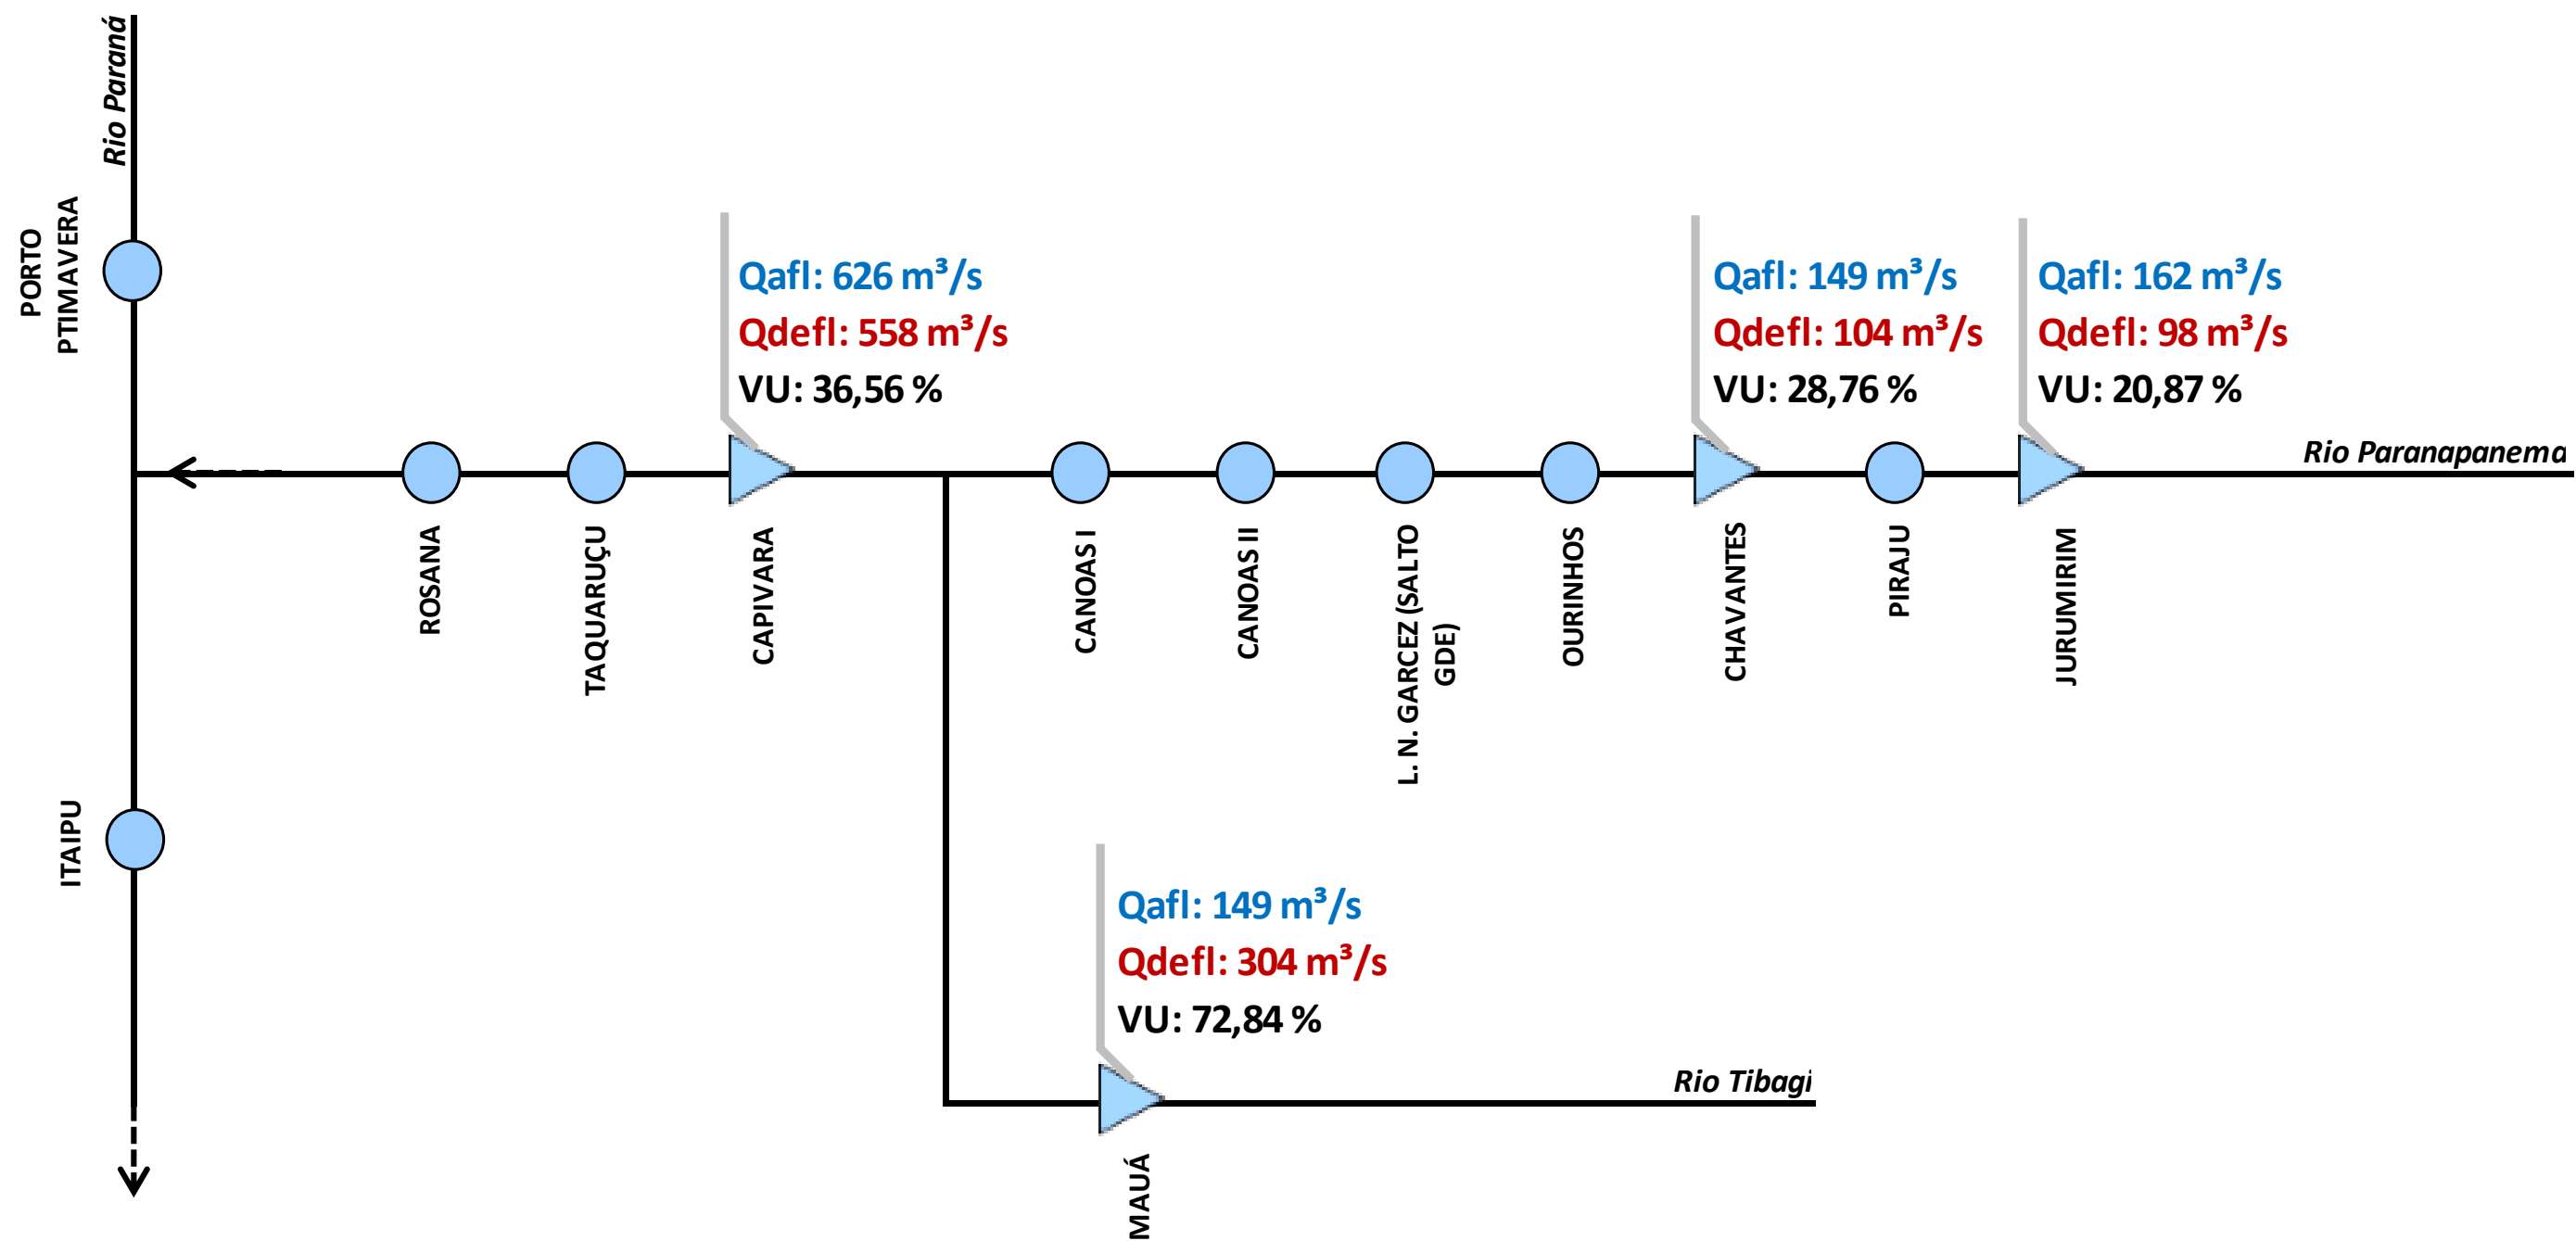 Rio Paraná
PORTO
PTIMAVERA
Qafl: 626 m³/s
Qdefl: 558 m³/s
VU: 36,56 %
Qafl: 149 m³/s
Qdefl: 104 m³/s
VU: 28,76 %
Qafl: 162 m³/s
Qdefl: 98 m³/s
VU: 20,87 %
Rio Paranapanema
ROSANA
TAQUARUÇU
CAPIVARA
CANOAS I
CANOAS II
L. N. GARCEZ (SALTO
GDE)
OURINHOS
CHAVANTES
PIRAJU
JURUMIRIM
ITAIPU
Qafl: 149 m³/s
Qdefl: 304 m³/s
VU: 72,84 %
Rio Tibagi
MAUÁ